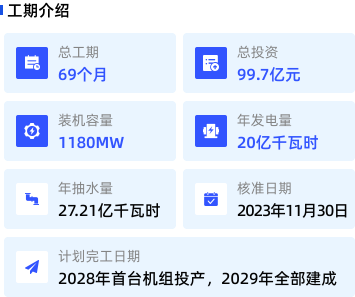 工期介绍
总工期
69个月
总投资
99.7亿元
装机容量
1180MW
年发电量
20亿千瓦时
年抽水量
27.21亿千瓦时
核准日期
2023年11月30日
计划完工日期
2028年首台机组投产，2029年全部建成